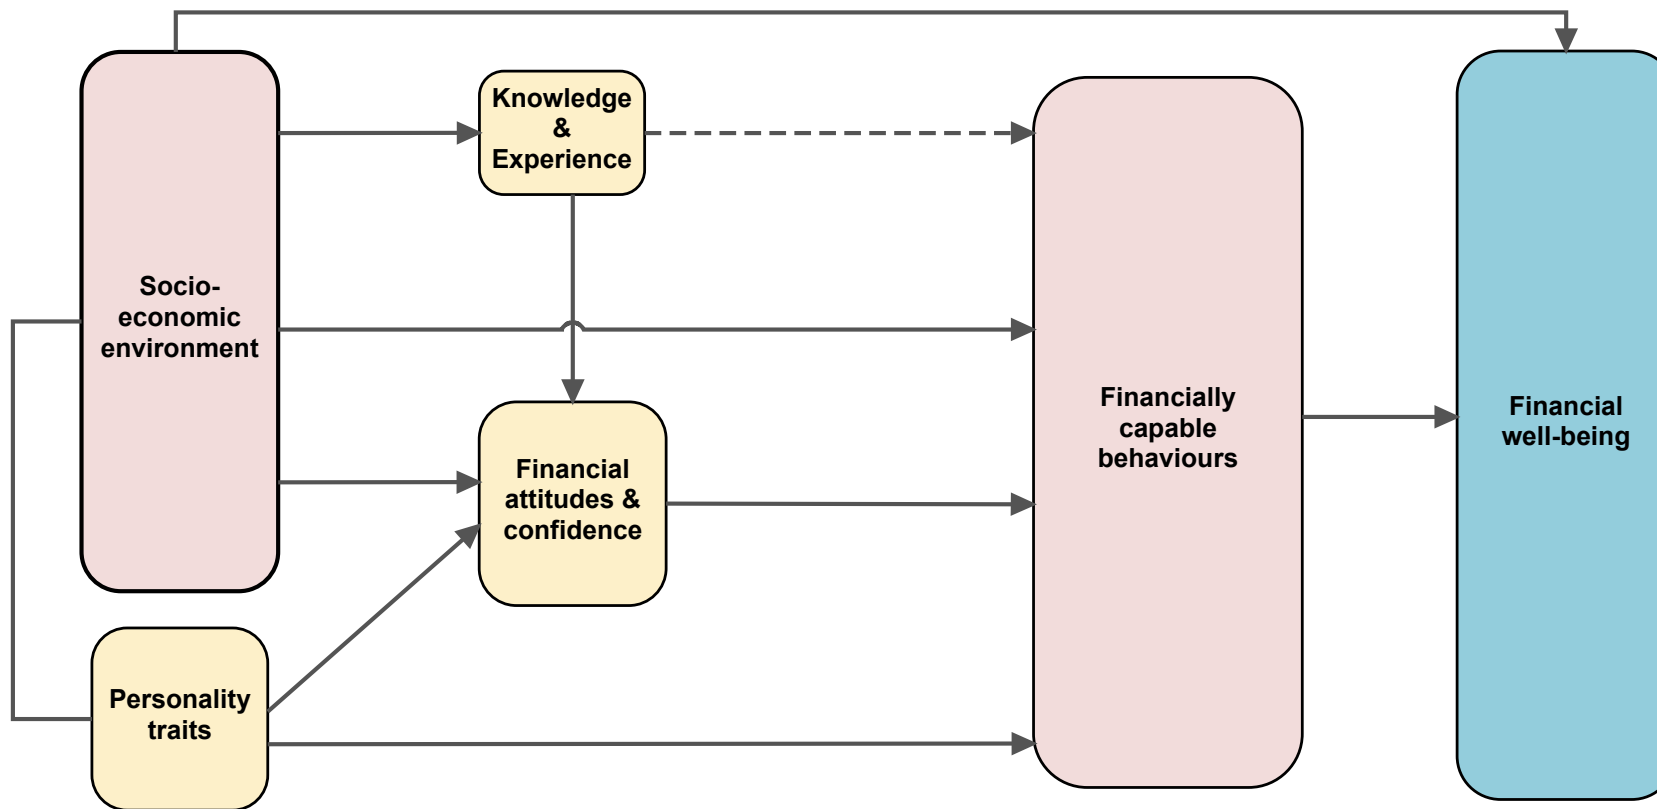 Knowledge
&
Experience
Socio-
economic
environment
Financially
capable
behaviours
Financial
well-being
Financial
attitudes &
confidence
Personality
traits